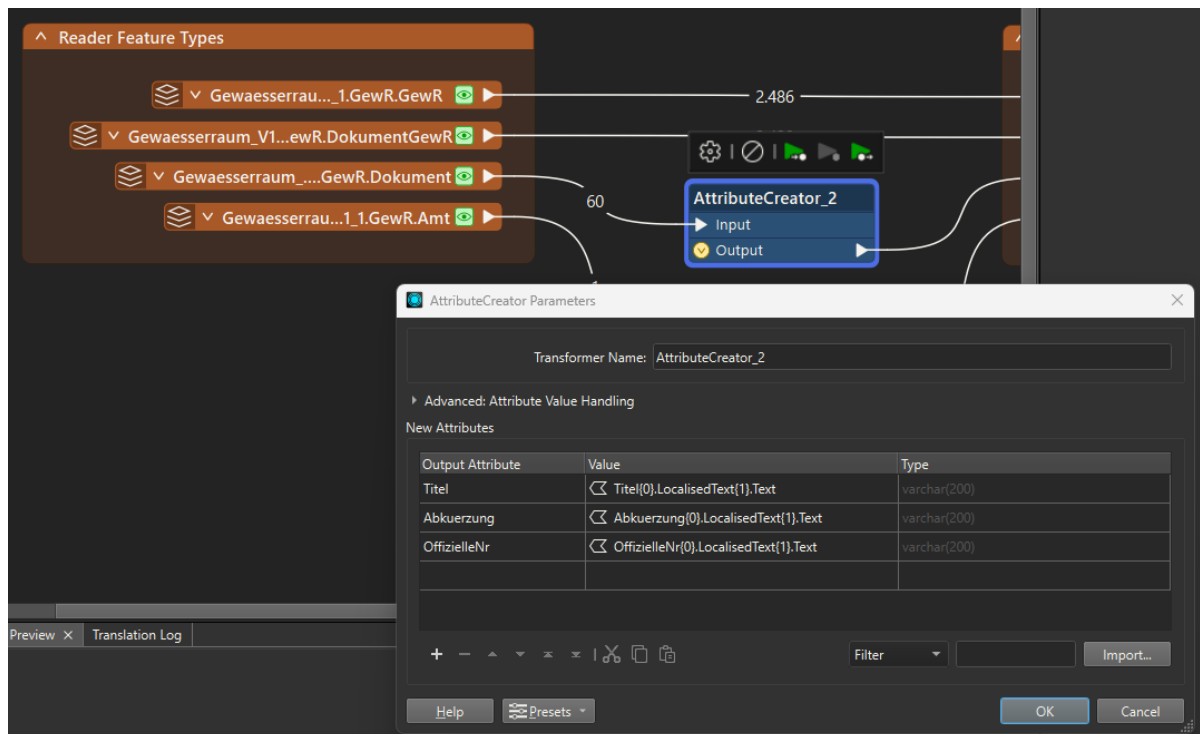 Reader Feature Types
Gewaesserrau..._1.GewR.GewR
2.486
Gewaesserraum_V1...ewR.DokumentGewR
Gewaesserraum_....GewR.Dokument
60
AttributeCreator_2
Gewaesserrau...1_1.GewR.Amt
Input
Output
AttributeCreator Parameters
Transformer Name: AttributeCreator_2
Advanced: Attribute Value Handling
New Attributes
Output Attribute Value Type
Titel Titel{0}.LocalisedText{1}.Text varchar(200)
Abkuerzung Abkuerzung{0}.LocalisedText{1}.Text varchar(200)
OffizielleNr OffizielleNr{0}.LocalisedText{1}.Text varchar(200)
Preview Translation Log
Filter Import...
Help Presets OK Cancel